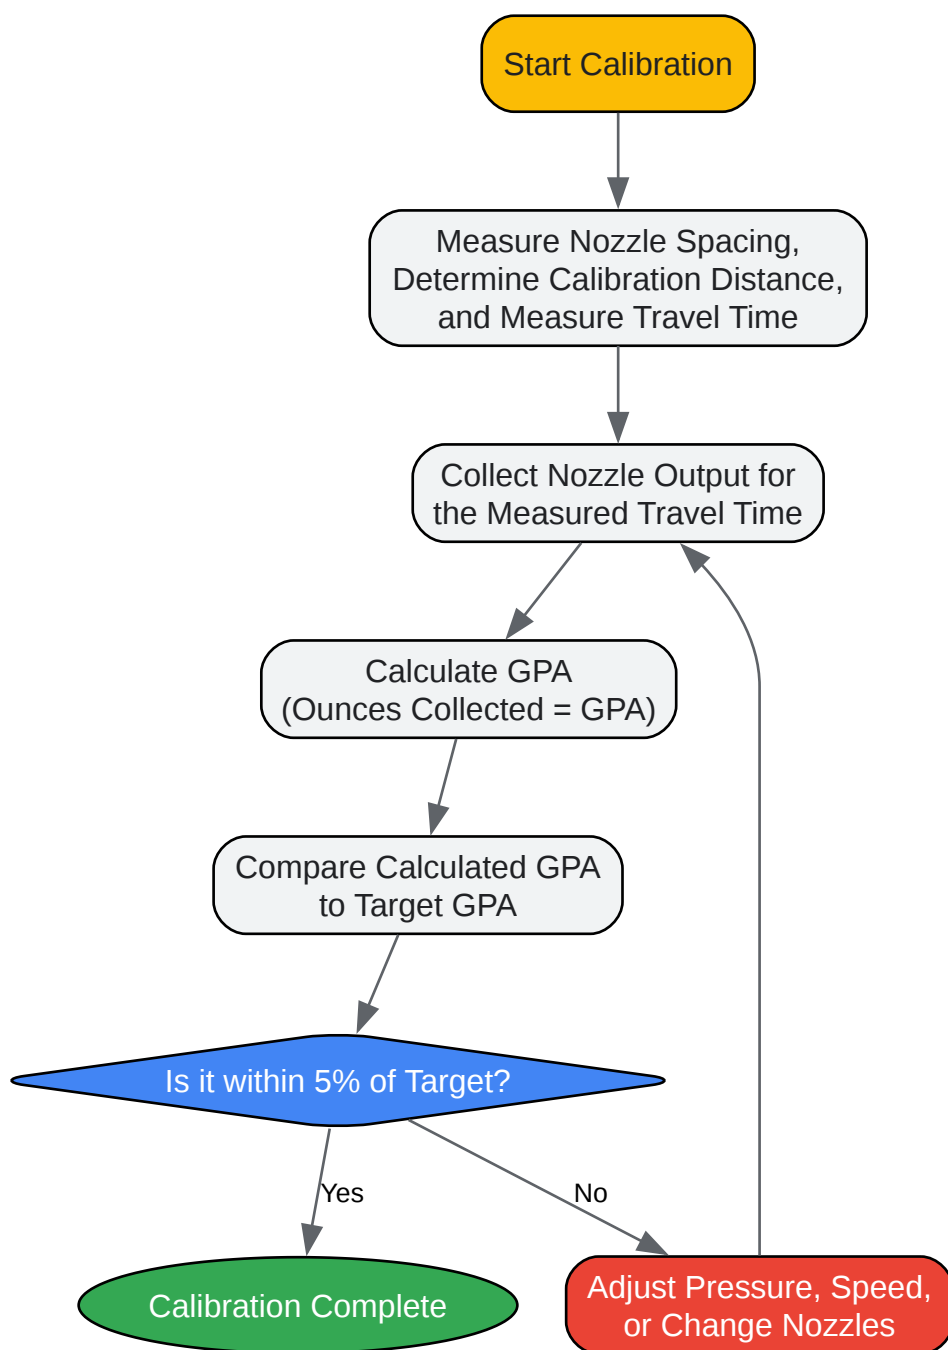 Start Calibration
Measure Nozzle Spacing,
Determine Calibration Distance,
and Measure Travel Time
Collect Nozzle Output for
the Measured Travel Time
Calculate GPA
(Ounces Collected = GPA)
Compare Calculated GPA
to Target GPA
Is it within 5% of Target?
Yes
No
Calibration Complete
Adjust Pressure, Speed,
or Change Nozzles